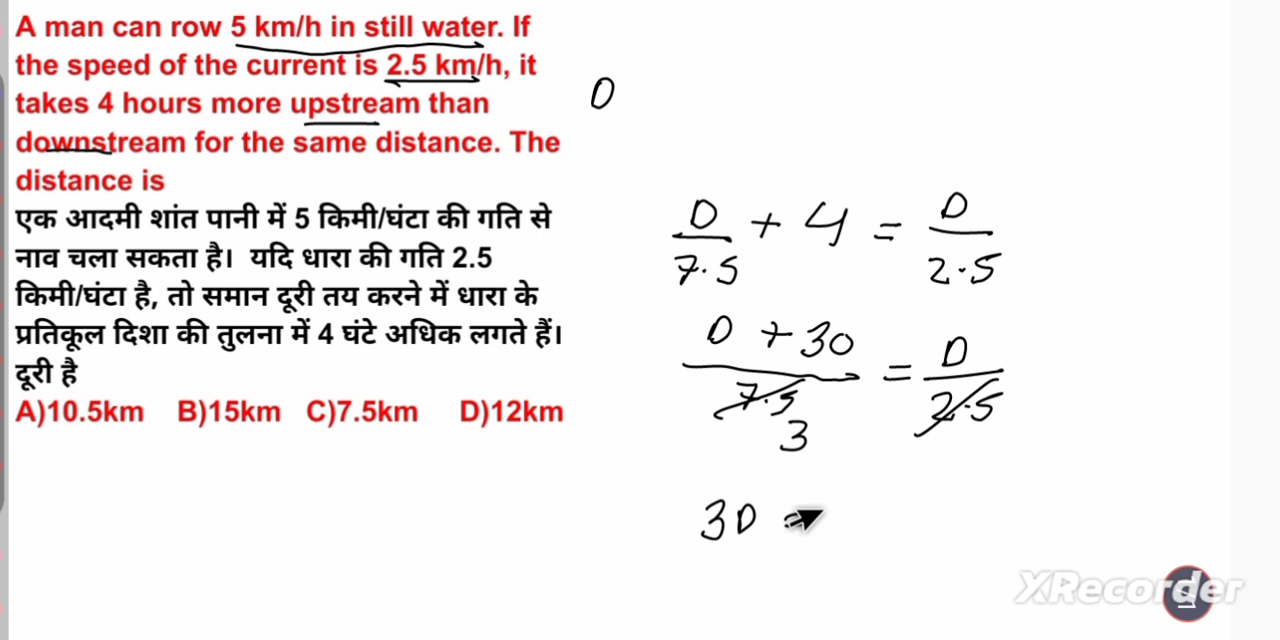 A man can row 5 km/h in still water. If
the speed of the current is 2.5 km/h, it
takes 4 hours more upstream than
downstream for the same distance. The
distance is
एक आदमी शांत पानी में 5 किमी/घंटा की गति से
नाव चला सकता है। यदि धारा की गति 2.5
किमी/घंटा है, तो समान दूरी तय करने में धारा के
प्रतिकूल दिशा की तुलना में 4 घंटे अधिक लगते हैं।
दूरी है
A)10.5km B)15km C)7.5km D)12km
D
D/7.5 + 4 = D/2.5
D + 30/7.5 = D/2.5
3
3D =
XRecorder